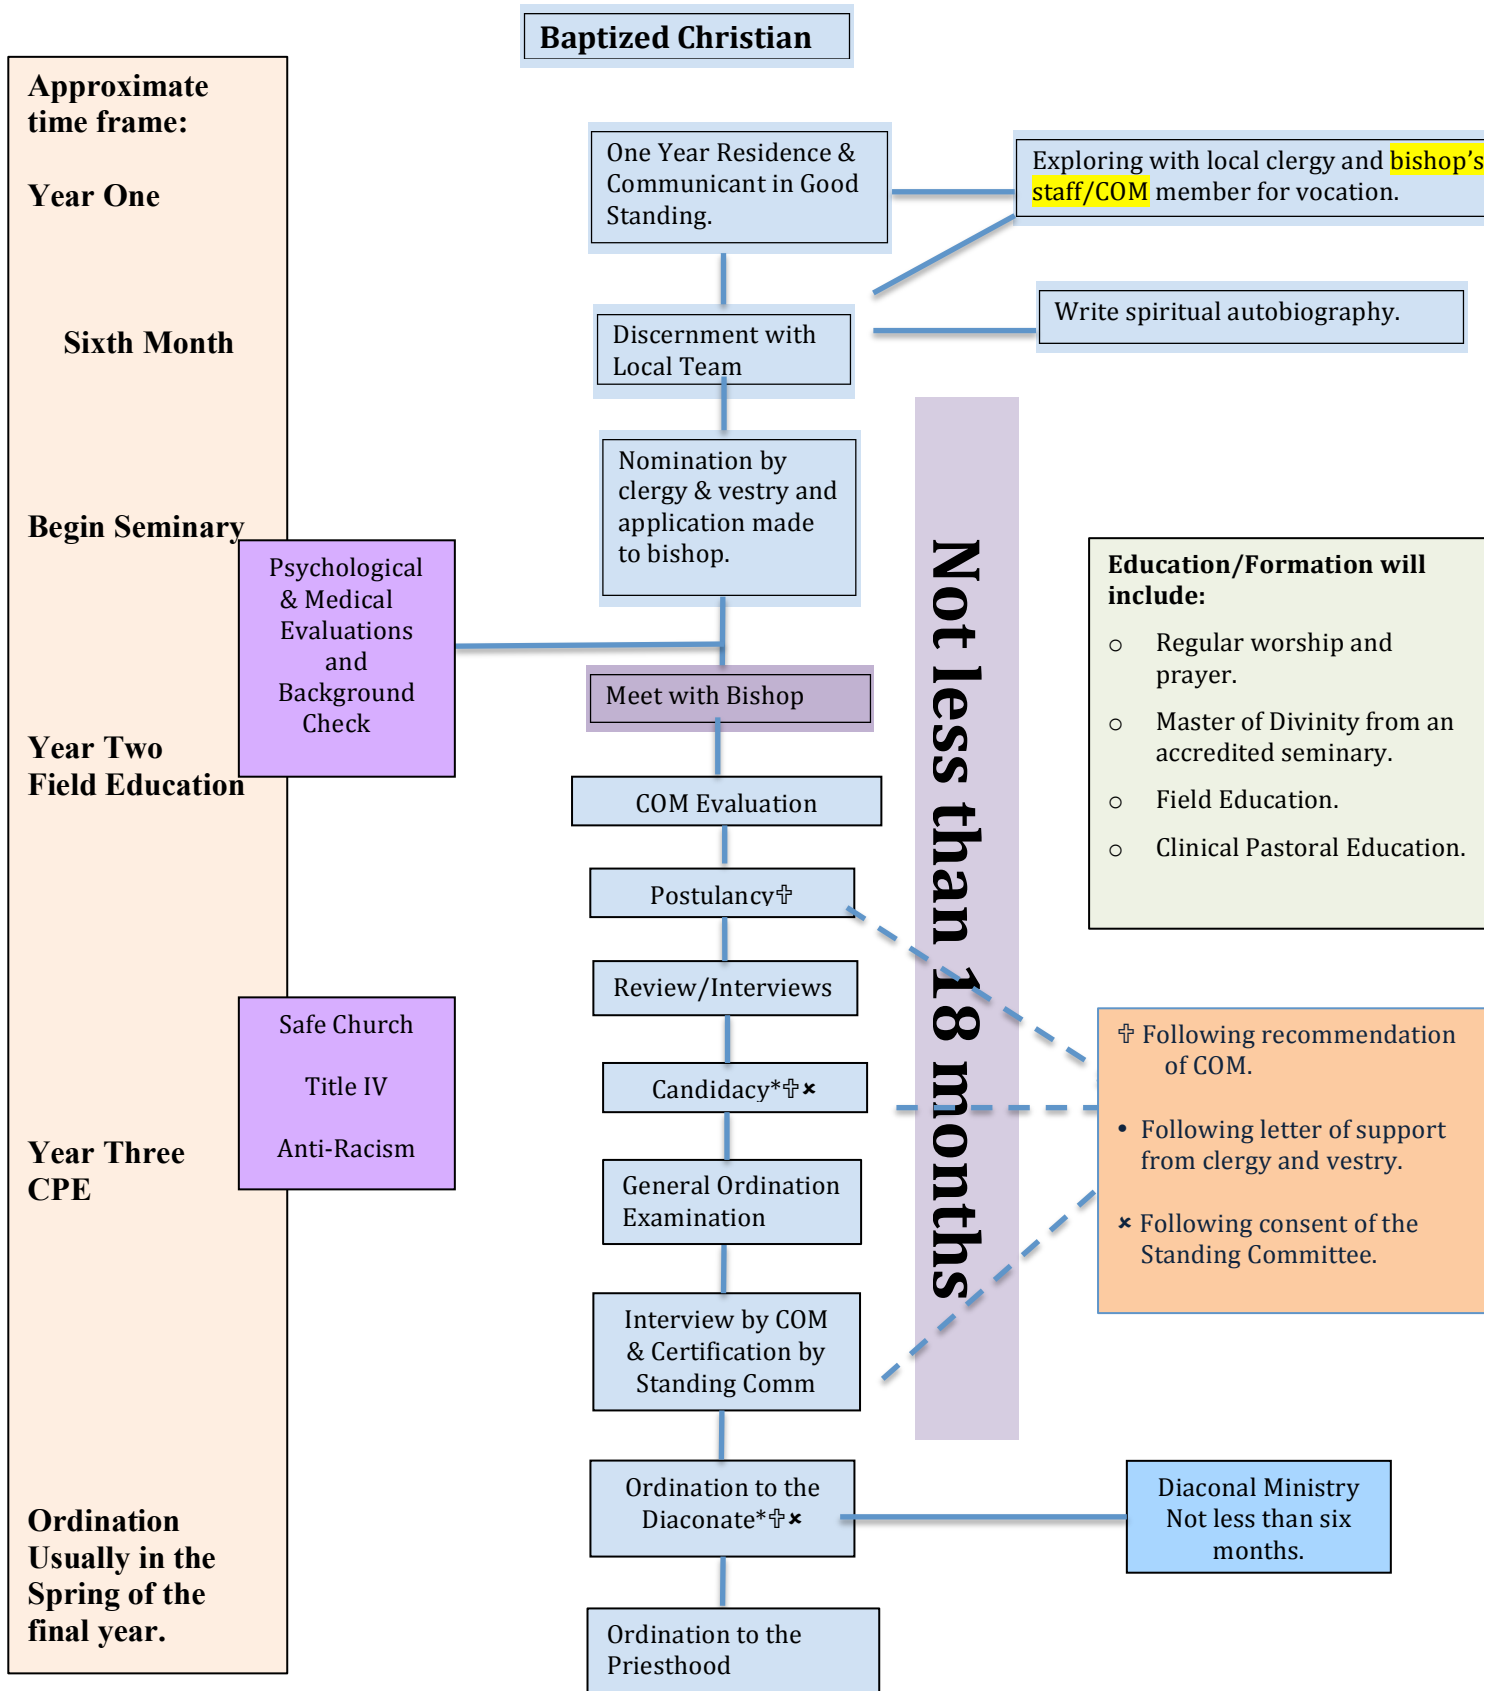 Baptized Christian
Approximate
time frame:
Year One
Sixth Month
Begin Seminary
Year Two
Field Education
Year Three
CPE
Ordination
Usually in the
Spring of the
final year.
One Year Residence &
Communicant in Good
Standing.
Exploring with local clergy and bishop's
staff/COM member for vocation.
Write spiritual autobiography.
Discernment with
Local Team
Nomination by
clergy & vestry and
application made
to bishop.
Psychological
& Medical
Evaluations
and
Background
Check
Meet with Bishop
COM Evaluation
Postulancy✞
Review/Interviews
Safe Church
Title IV
Anti-Racism
Candidacy*✞×
General Ordination
Examination
Interview by COM
& Certification by
Standing Comm
Ordination to the
Diaconate*✞×
Ordination to the
Priesthood
Not less than 18 months
Education/Formation will
include:
o Regular worship and
prayer.
o Master of Divinity from an
accredited seminary.
o Field Education.
o Clinical Pastoral Education.
✞ Following recommendation
of COM.
• Following letter of support
from clergy and vestry.
× Following consent of the
Standing Committee.
Diaconal Ministry
Not less than six
months.